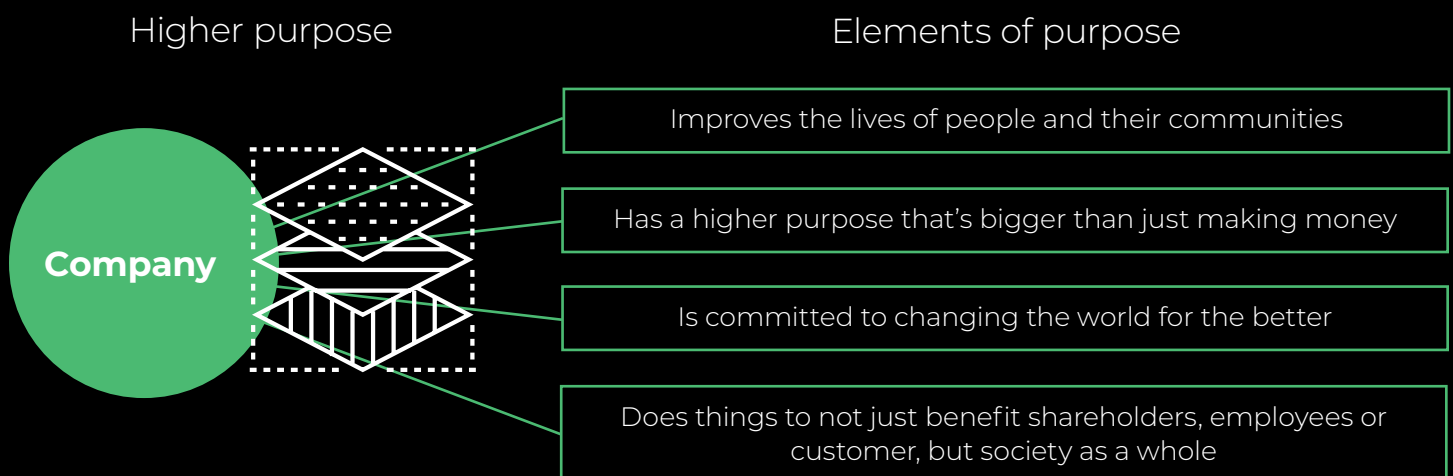 Higher purpose
Elements of purpose
Company
Improves the lives of people and their communities
Has a higher purpose that’s bigger than just making money
Is committed to changing the world for the better
Does things to not just benefit shareholders, employees or
customer, but society as a whole